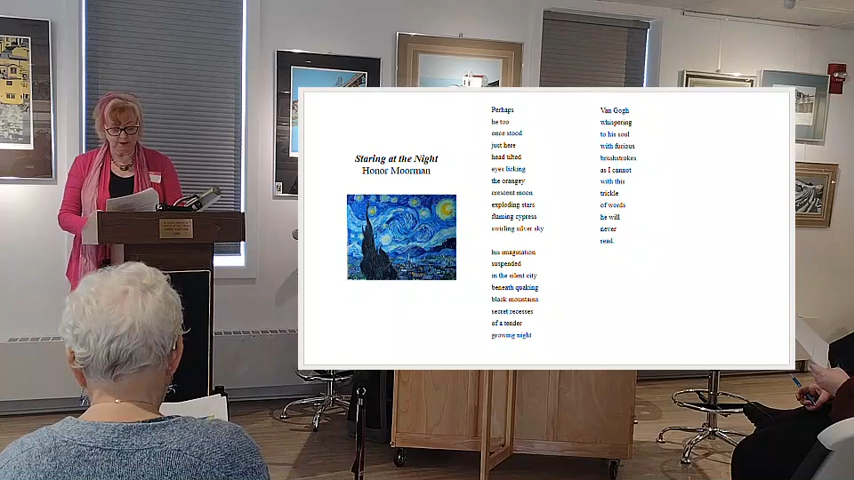 Staring at the Night
Honor Moorman
Perhaps
he too
once stood
just here
head tilted
eyes licking
the orangey
crescent moon
exploding stars
flaming cypress
swirling silver sky
his imagination
suspended
in the silent city
beneath quaking
black mountains
secret recesses
of a tender
growing night
Van Gogh
whispering
to his soul
with furious
brushstrokes
as I cannot
with this
trickle
of words
he will
never
read.